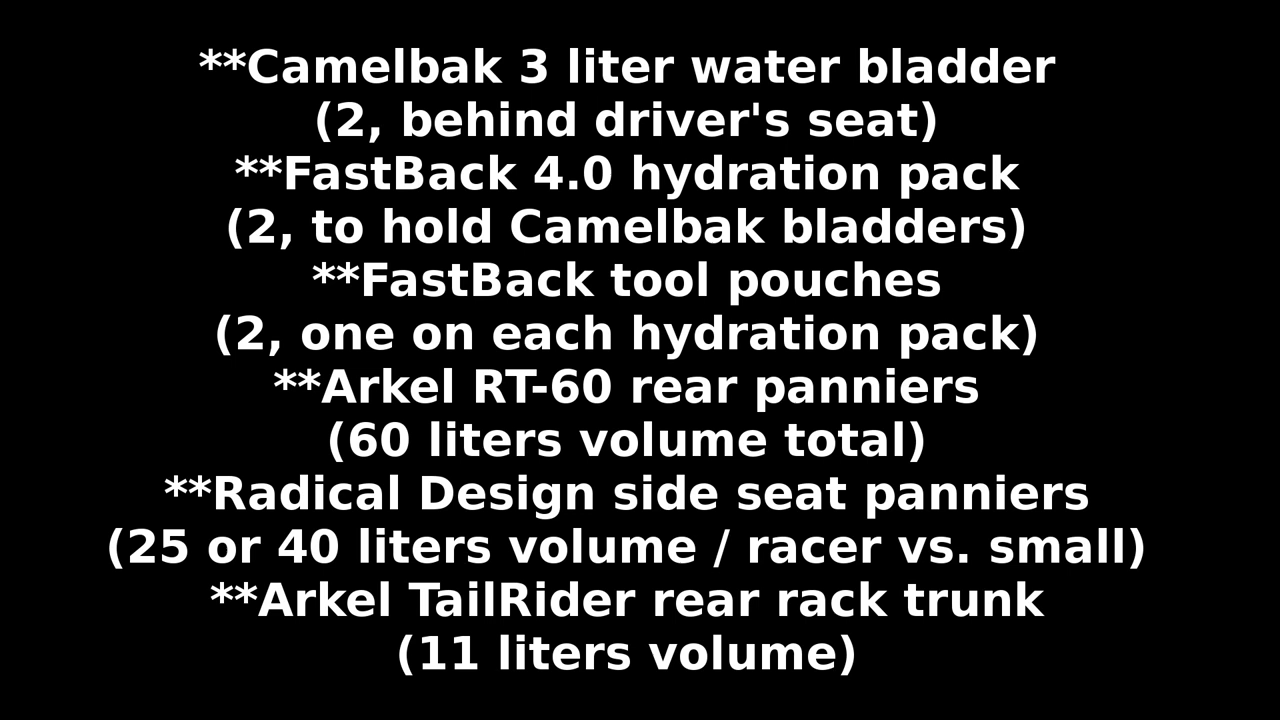 **Camelbak 3 liter water bladder
(2, behind driver's seat)
**FastBack 4.0 hydration pack
(2, to hold Camelbak bladders)
**FastBack tool pouches
(2, one on each hydration pack)
**Arkel RT-60 rear panniers
(60 liters volume total)
**Radical Design side seat panniers
(25 or 40 liters volume / racer vs. small)
**Arkel TailRider rear rack trunk
(11 liters volume)